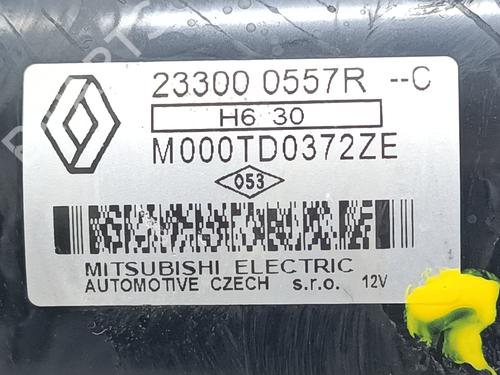 23300 0557R --C
H6 30
M000TD0372ZE
053
MITSUBISHI ELECTRIC
AUTOMOTIVE CZECH s.r.o. 12V